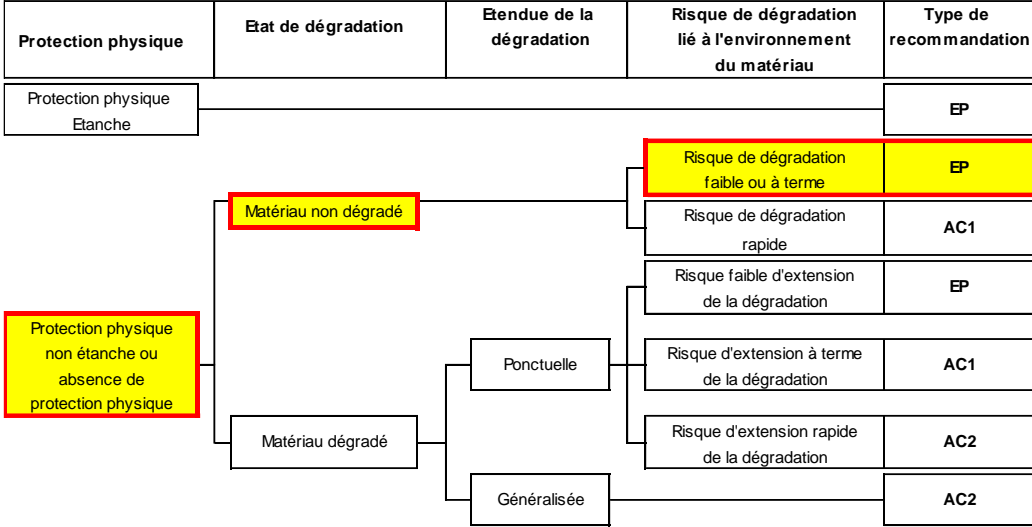 Protection physique
Etat de dégradation
Etendue de la
dégradation
Risque de dégradation
lié à l'environnement
du matériau
Type de
recommandation
Protection physique
Etanche
EP
Risque de dégradation
faible ou à terme
EP
Matériau non dégradé
Risque de dégradation
rapide
AC1
Risque faible d'extension
de la dégradation
EP
Protection physique
non étanche ou
absence de
protection physique
Ponctuelle
Risque d'extension à terme
de la dégradation
AC1
Matériau dégradé
Risque d'extension rapide
de la dégradation
AC2
Généralisée
AC2